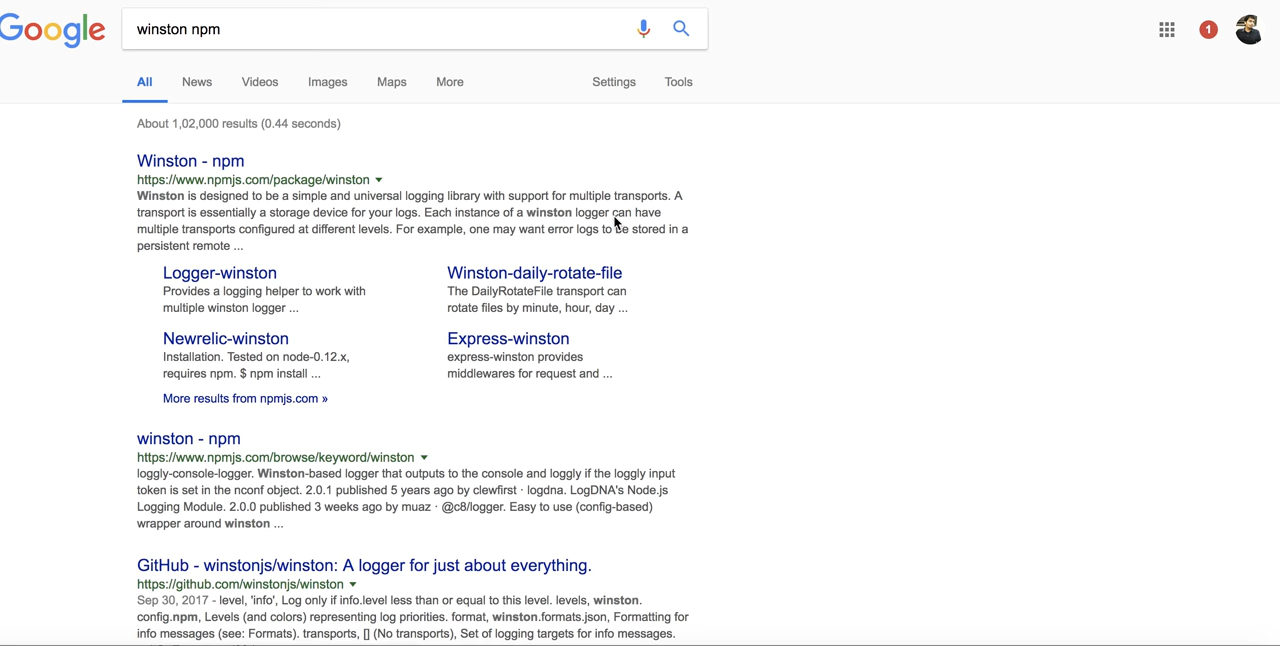 Google
winston npm
1
All News Videos Images Maps More Settings Tools
About 1,02,000 results (0.44 seconds)
Winston - npm
https://www.npmjs.com/package/winston
Winston is designed to be a simple and universal logging library with support for multiple transports. A
transport is essentially a storage device for your logs. Each instance of a winston logger can have
multiple transports configured at different levels. For example, one may want error logs to be stored in a
persistent remote ...
Logger-winston
Provides a logging helper to work with
multiple winston logger ...
Winston-daily-rotate-file
The DailyRotateFile transport can
rotate files by minute, hour, day ...
Newrelic-winston
Installation. Tested on node-0.12.x,
requires npm. $ npm install ...
Express-winston
express-winston provides
middlewares for request and ...
More results from npmjs.com »
winston - npm
https://www.npmjs.com/browse/keyword/winston
loggly-console-logger. Winston-based logger that outputs to the console and loggly if the loggly input
token is set in the nconf object. 2.0.1 published 5 years ago by clewfirst · logdna. LogDNA's Node.js
Logging Module. 2.0.0 published 3 weeks ago by muaz · @c8/logger. Easy to use (config-based)
wrapper around winston ...
GitHub - winstonjs/winston: A logger for just about everything.
https://github.com/winstonjs/winston
Sep 30, 2017 - level, 'info', Log only if info.level less than or equal to this level. levels, winston.
config.npm, Levels (and colors) representing log priorities. format, winston.formats.json, Formatting for
info messages (see: Formats). transports, [] (No transports), Set of logging targets for info messages.